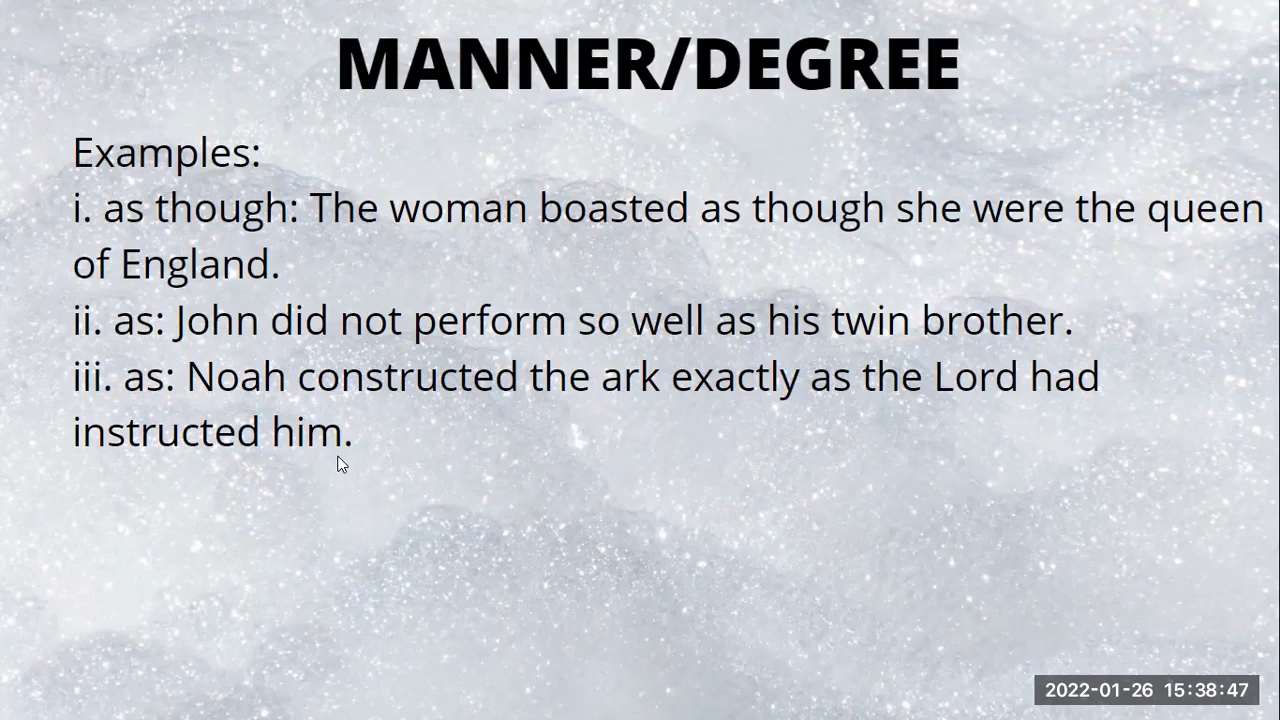 MANNER/DEGREE
Examples:
i. as though: The woman boasted as though she were the queen
of England.
ii. as: John did not perform so well as his twin brother.
iii. as: Noah constructed the ark exactly as the Lord had
instructed him.
2022-01-26 15:38:47